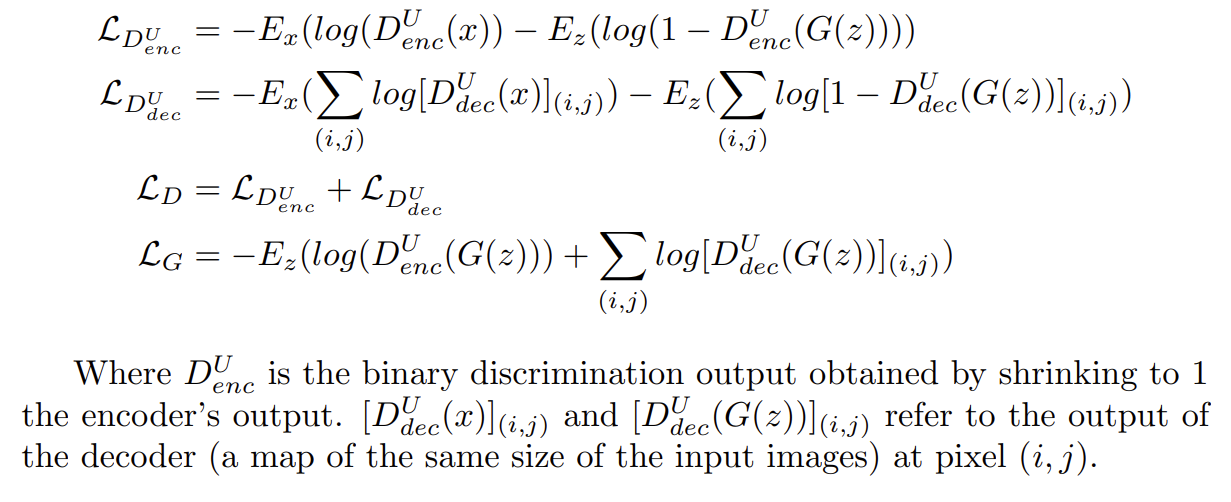 $\mathcal{L}_{D^U_{enc}} = -E_x(log(D^U_{enc}(x)) - E_z(log(1 - D^U_{enc}(G(z))))$
$\mathcal{L}_{D^U_{dec}} = -E_x(\sum_{(i,j)} log[D^U_{dec}(x)]_{(i,j)}) - E_z(\sum_{(i,j)} log[1 - D^U_{dec}(G(z))]_{(i,j)})$
$\mathcal{L}_D = \mathcal{L}_{D^U_{enc}} + \mathcal{L}_{D^U_{dec}}$
$\mathcal{L}_G = -E_z(log(D^U_{enc}(G(z))) + \sum_{(i,j)} log[D^U_{dec}(G(z))]_{(i,j)})$
Where $D^U_{enc}$ is the binary discrimination output obtained by shrinking to 1
the encoder's output. $[D^U_{dec}(x)]_{(i,j)}$ and $[D^U_{dec}(G(z))]_{(i,j)}$ refer to the output of
the decoder (a map of the same size of the input images) at pixel $(i, j)$.